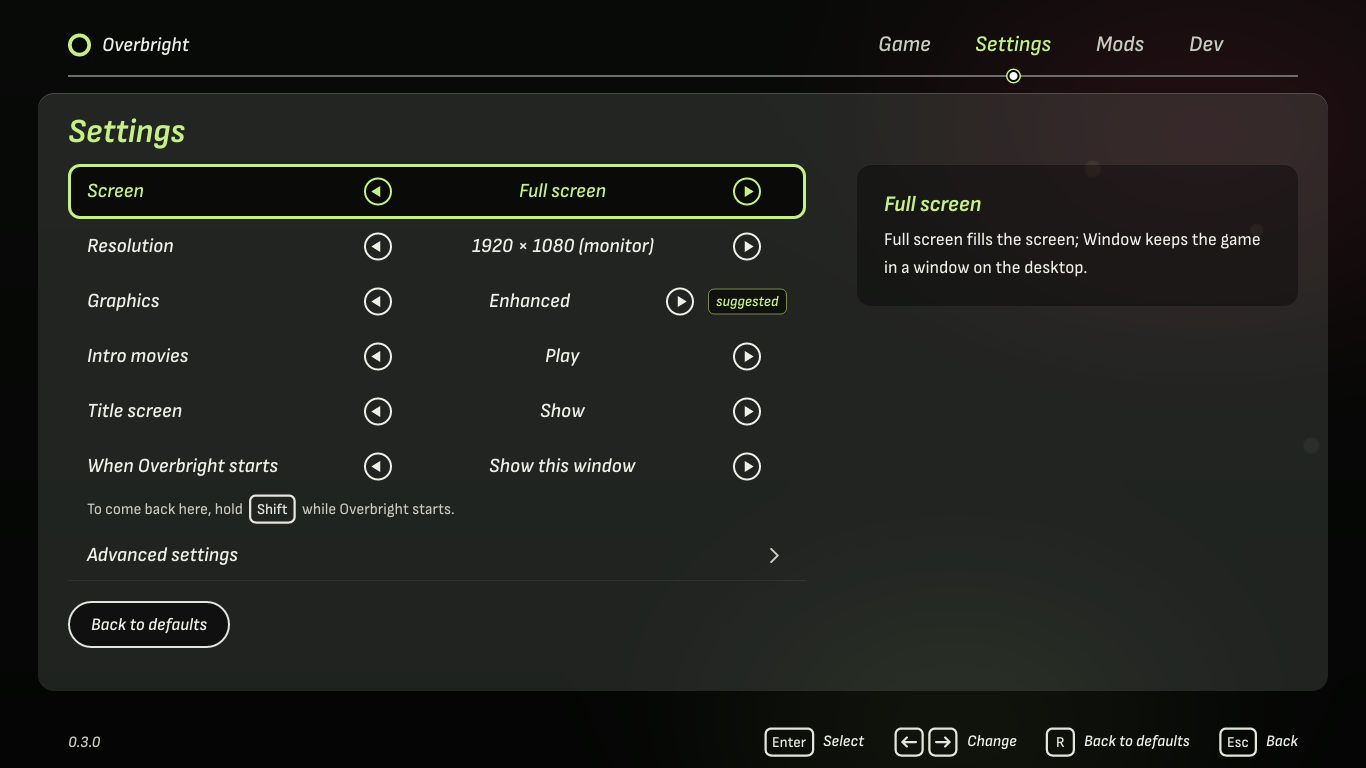 Overbright
Game Settings Mods Dev
Settings
Screen Full screen
Resolution 1920 × 1080 (monitor)
Graphics Enhanced suggested
Intro movies Play
Title screen Show
When Overbright starts Show this window
To come back here, hold Shift while Overbright starts.
Advanced settings
Back to defaults
Full screen
Full screen fills the screen; Window keeps the game
in a window on the desktop.
0.3.0
Enter Select ← → Change R Back to defaults Esc Back